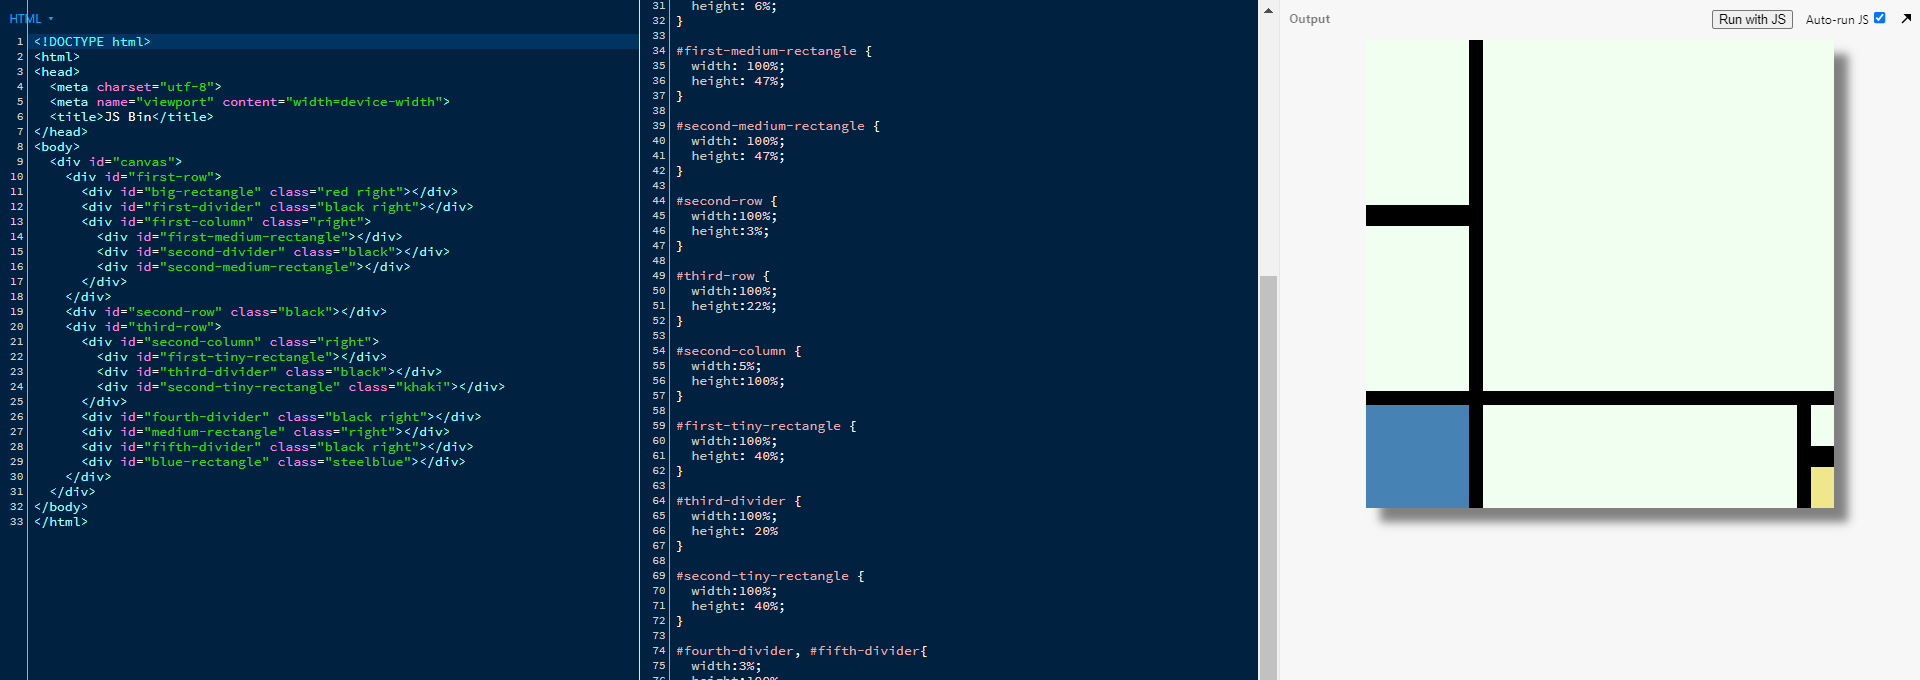 HTML
1 <!DOCTYPE html>
2 <html>
3 <head>
4 <meta charset="utf-8">
5 <meta name="viewport" content="width=device-width">
6 <title>JS Bin</title>
7 </head>
8 <body>
9 <div id="canvas">
10 <div id="first-row">
11 <div id="big-rectangle" class="red right"></div>
12 <div id="first-divider" class="black right"></div>
13 <div id="first-column" class="right">
14 <div id="first-medium-rectangle"></div>
15 <div id="second-divider" class="black"></div>
16 <div id="second-medium-rectangle"></div>
17 </div>
18 </div>
19 <div id="second-row" class="black"></div>
20 <div id="third-row">
21 <div id="second-column" class="right">
22 <div id="first-tiny-rectangle"></div>
23 <div id="third-divider" class="black"></div>
24 <div id="second-tiny-rectangle" class="khaki"></div>
25 </div>
26 <div id="fourth-divider" class="black right"></div>
27 <div id="medium-rectangle" class="right"></div>
28 <div id="fifth-divider" class="black right"></div>
29 <div id="blue-rectangle" class="steelblue"></div>
30 </div>
31 </div>
32 </body>
33 </html>
31 height: 6%;
32 }
33
34 #first-medium-rectangle {
35 width: 100%;
36 height: 47%;
37 }
38
39 #second-medium-rectangle {
40 width: 100%;
41 height: 47%;
42 }
43
44 #second-row {
45 width:100%;
46 height:3%;
47 }
48
49 #third-row {
50 width:100%;
51 height:22%;
52 }
53
54 #second-column {
55 width:5%;
56 height:100%;
57 }
58
59 #first-tiny-rectangle {
60 width:100%;
61 height: 40%;
62 }
63
64 #third-divider {
65 width:100%;
66 height: 20%
67 }
68
69 #second-tiny-rectangle {
70 width:100%;
71 height: 40%;
72 }
73
74 #fourth-divider, #fifth-divider{
75 width:3%;
Output
Run with JS
Auto-run JS